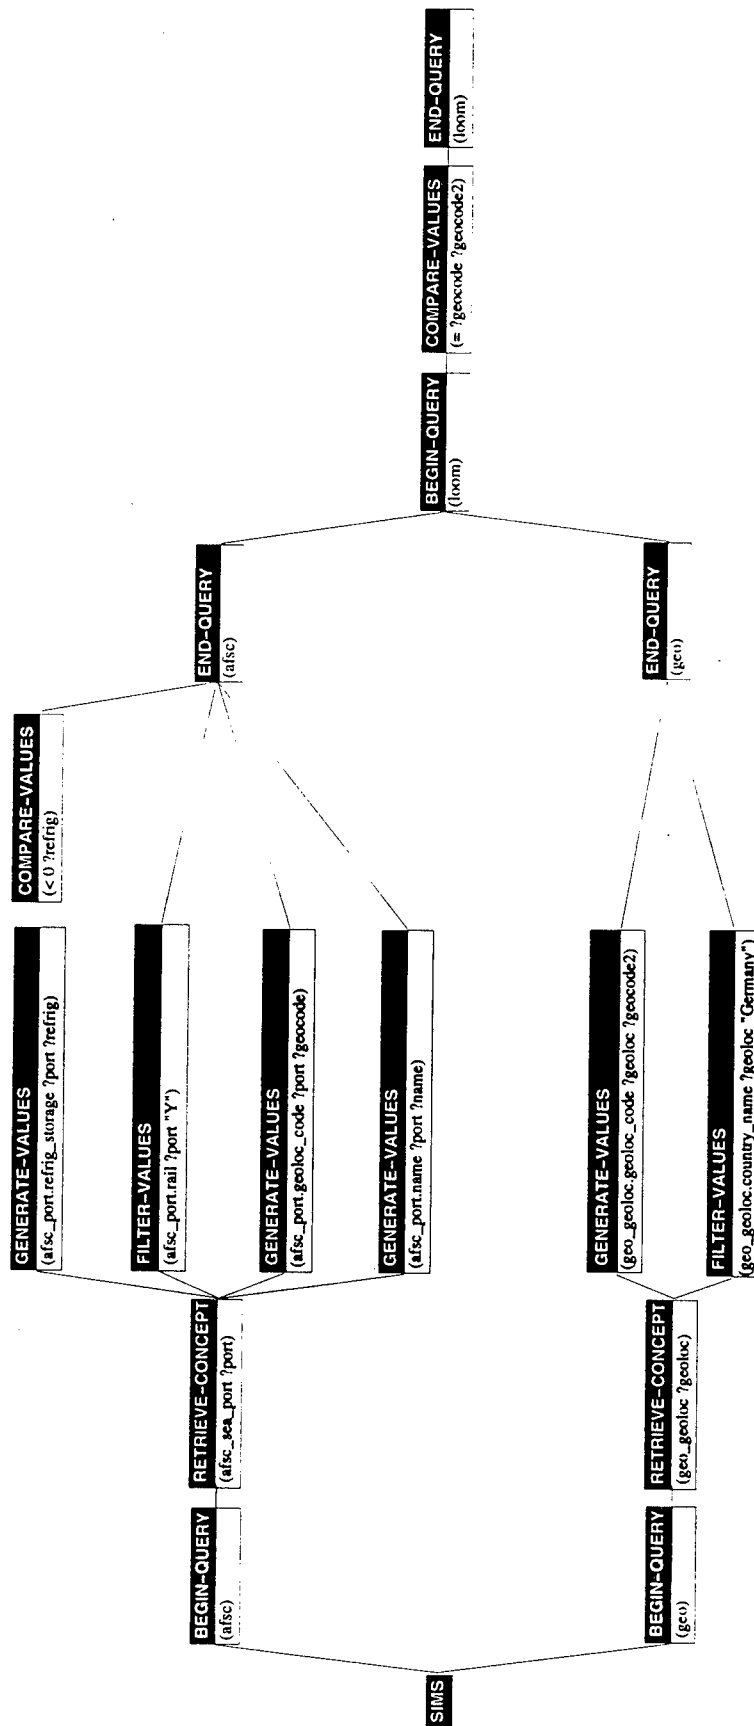 SIMS
BEGIN-QUERY
(afsc)
RETRIEVE-CONCEPT
(afsc_sea_port ?port)
GENERATE-VALUES
(afsc_port.refrig_storage ?port ?refrig)
COMPARE-VALUES
(< 0 ?refrig)
FILTER-VALUES
(afsc_port.rail ?port "Y")
GENERATE-VALUES
(afsc_port.geoloc_code ?port ?geocode)
GENERATE-VALUES
(afsc_port.name ?port ?name)
END-QUERY
(afsc)
BEGIN-QUERY
(geo)
RETRIEVE-CONCEPT
(geo_geoloc ?geoloc)
GENERATE-VALUES
(geo_geoloc.geoloc_code ?geoloc ?geocode2)
FILTER-VALUES
(geo_geoloc.country_name ?geoloc "Germany")
END-QUERY
(geo)
BEGIN-QUERY
(loom)
COMPARE-VALUES
(= ?geocode ?geocode2)
END-QUERY
(loom)